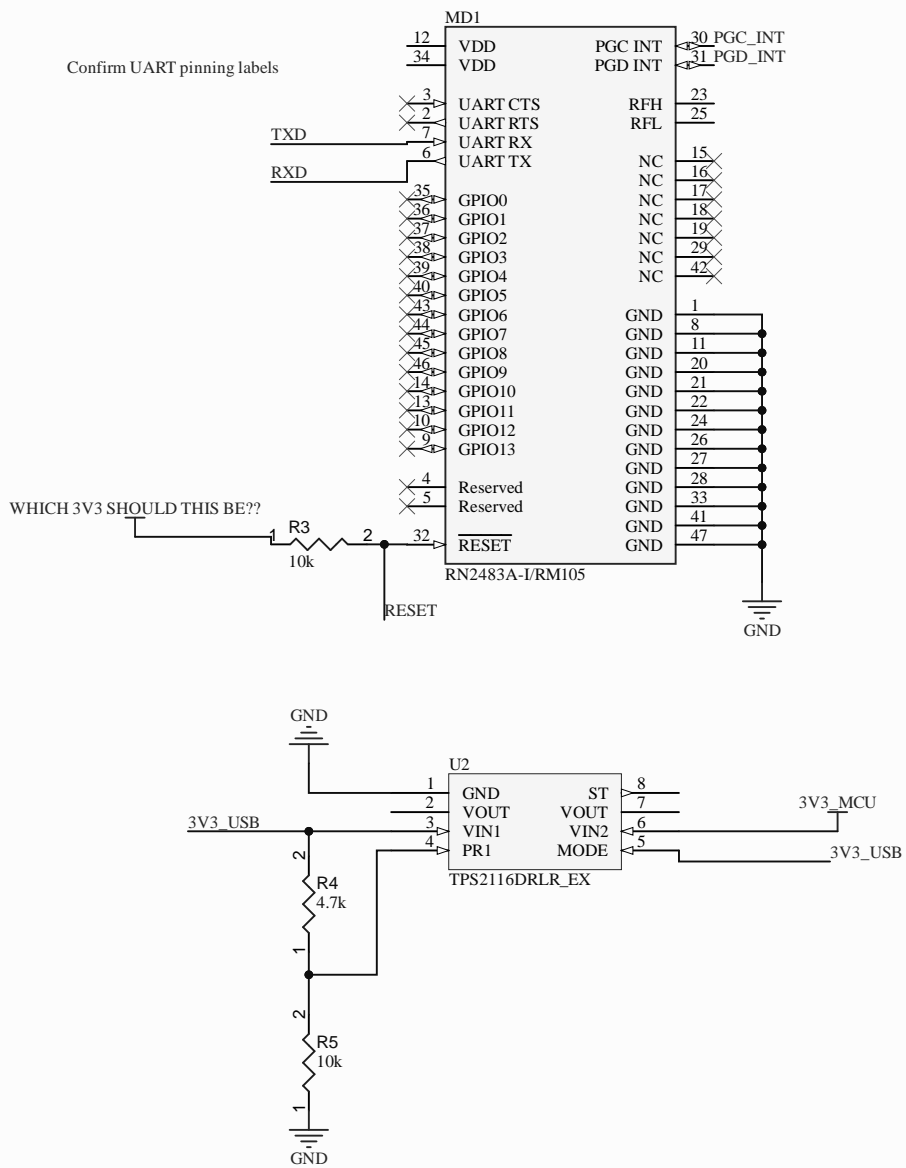 MD1
12 VDD PGC INT 30 PGC_INT
34 VDD PGD INT 31 PGD_INT
Confirm UART pinning labels
3 UART CTS RFH 23
2 UART RTS RFL 25
TXD 7 UART RX
RXD 6 UART TX NC 15
NC 16
35 GPIO0 NC 17
36 GPIO1 NC 18
37 GPIO2 NC 19
38 GPIO3 NC 29
39 GPIO4 NC 42
40 GPIO5
43 GPIO6 GND 1
44 GPIO7 GND 8
45 GPIO8 GND 11
46 GPIO9 GND 20
14 GPIO10 GND 21
13 GPIO11 GND 22
10 GPIO12 GND 24
9 GPIO13 GND 26
GND 27
4 Reserved GND 28
5 Reserved GND 33
WHICH 3V3 SHOULD THIS BE??
GND 41
1 R3 2 32 RESET GND 47
10k
RN2483A-I/RM105
RESET
GND
GND
U2
1 GND ST 8
2 VOUT VOUT 7
3V3_USB 3 VIN1 VIN2 6 3V3_MCU
4 PR1 MODE 5 3V3_USB
TPS2116DRLR_EX
2
R4
4.7k
1
2
R5
10k
1
GND